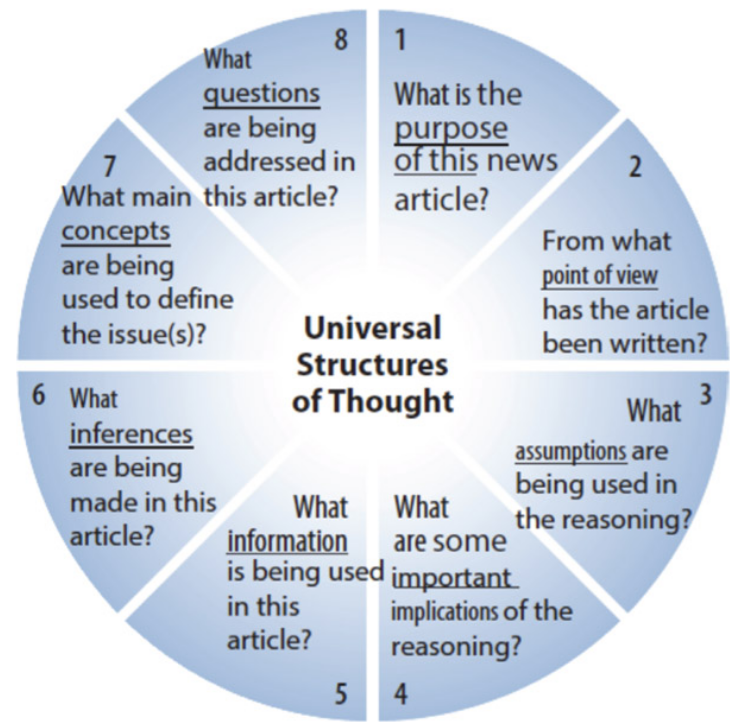 1
What is the
purpose
of this news
article?
2
From what
point of view
has the article
been written?
3
What
assumptions are
being used in
the reasoning?
4
What
are some
important
implications of the
reasoning?
5
What
information
is being used
in this
article?
6
What
inferences
are being
made in this
article?
7
What main
concepts
are being
used to define
the issue(s)?
8
What
questions
are being
addressed in
this article?
Universal
Structures
of Thought